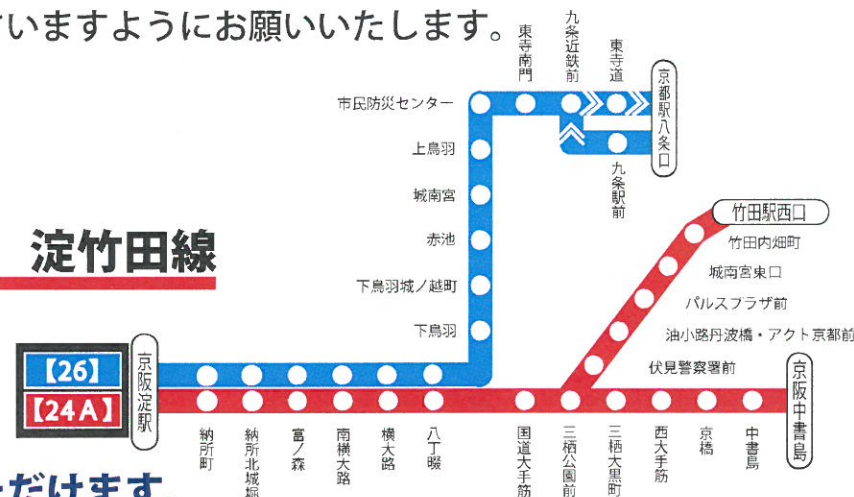 いますようにお願いいたします。
東寺南門
九条近鉄前
東寺道
京都駅八条口
九条駅前
市民防災センター
上鳥羽
城南宮
赤池
下鳥羽城ノ越町
下鳥羽
淀竹田線
竹田駅西口
竹田内畑町
城南宮東口
パルスプラザ前
油小路丹波橋・アクト京都前
伏見警察署前
【26】
【24A】
京阪淀駅
京阪中書島
納所町
納所北城堀
富ノ森
南横大路
横大路
八丁畷
国道大手筋
三栖公園前
三栖大黒町
西大手筋
京橋
中書島
だけます